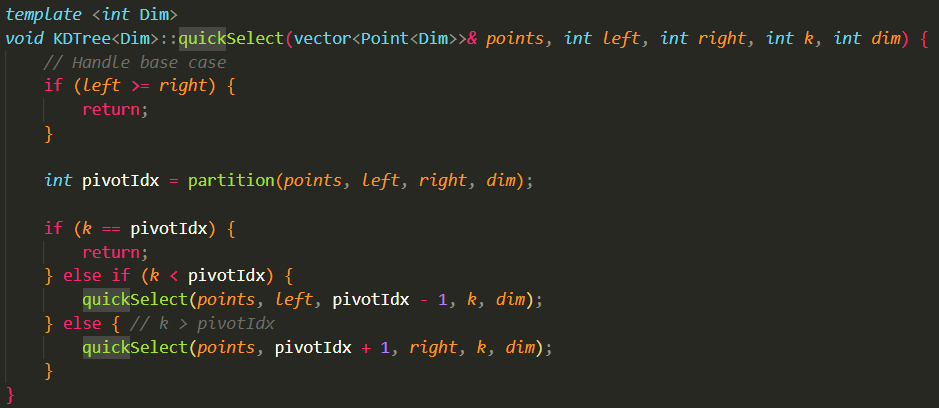 template <int Dim>
void KDTree<Dim>::quickSelect(vector<Point<Dim>>& points, int left, int right, int k, int dim) {
    // Handle base case
    if (left >= right) {
        return;
    }

    int pivotIdx = partition(points, left, right, dim);

    if (k == pivotIdx) {
        return;
    } else if (k < pivotIdx) {
        quickSelect(points, left, pivotIdx - 1, k, dim);
    } else { // k > pivotIdx
        quickSelect(points, pivotIdx + 1, right, k, dim);
    }
}